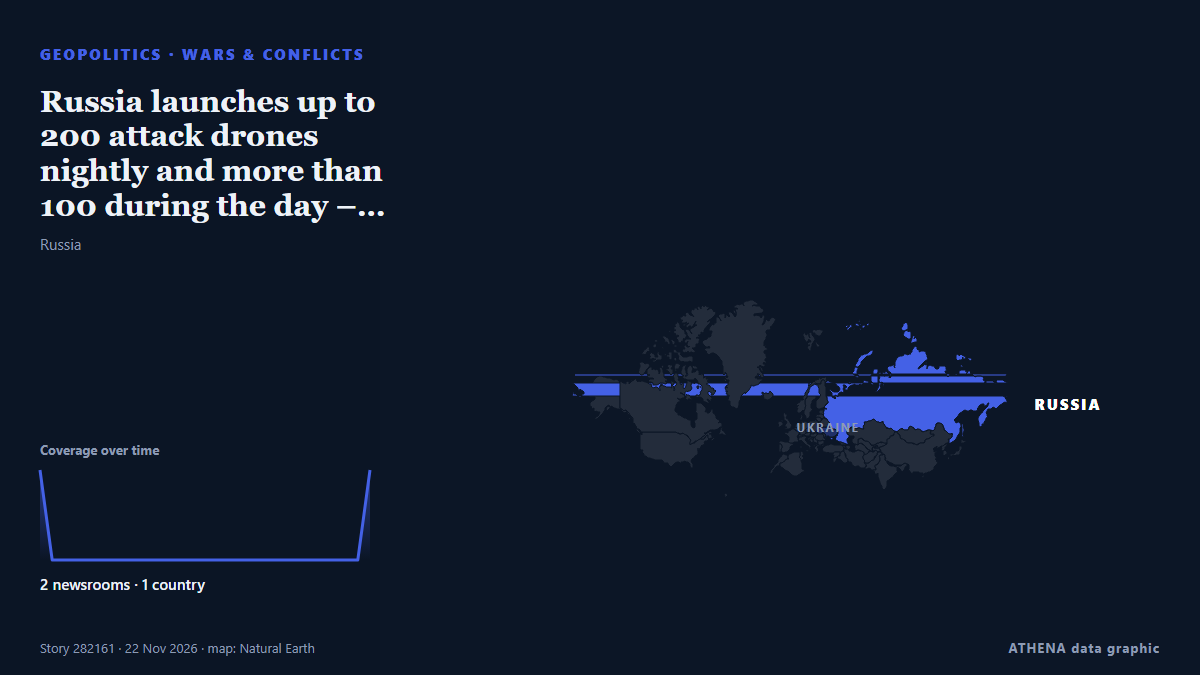 GEOPOLITICS · WARS & CONFLICTS
Russia launches up to
200 attack drones
nightly and more than
100 during the day –...
Russia
RUSSIA
UKRAINE
Coverage over time
2 newsrooms · 1 country
Story 282161 · 22 Nov 2026 · map: Natural Earth
ATHENA data graphic